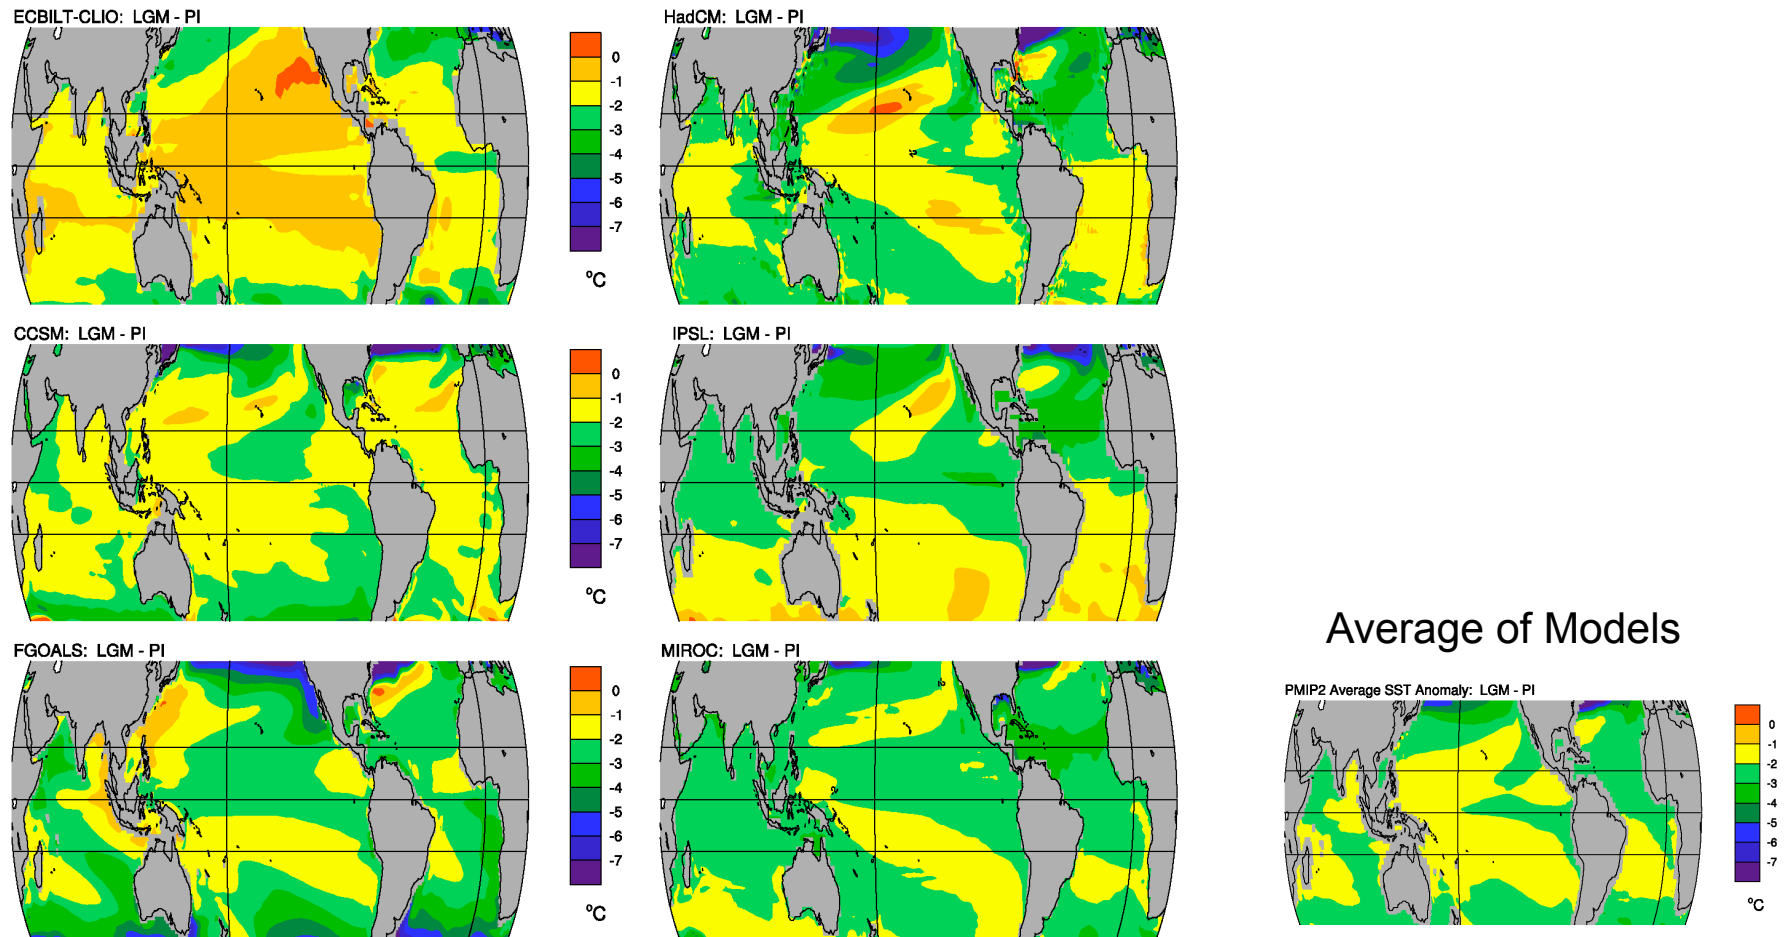 ECBILT-CLIO: LGM - PI
0
-1
-2
-3
-4
-5
-6
-7
°C
HadCM: LGM - PI
CCSM: LGM - PI
0
-1
-2
-3
-4
-5
-6
-7
°C
IPSL: LGM - PI
FGOALS: LGM - PI
0
-1
-2
-3
-4
-5
-6
-7
°C
MIROC: LGM - PI
Average of Models
PMIP2 Average SST Anomaly: LGM - PI
0
-1
-2
-3
-4
-5
-6
-7
°C